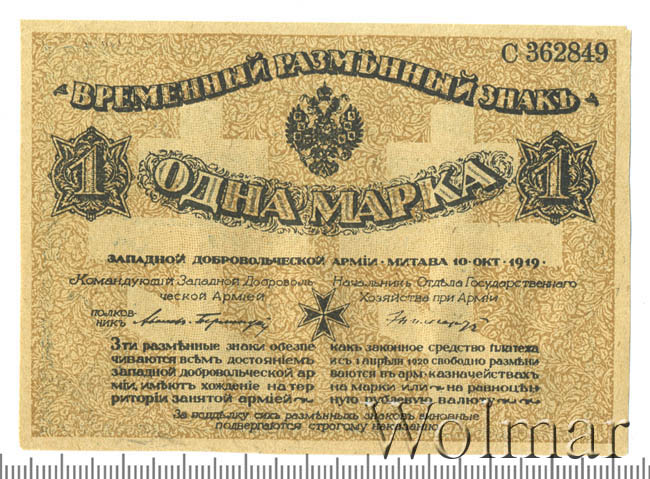 С 362849
ВРЕМЕННЫЙ РАЗМѢННЫЙ ЗНАКЪ
1 ОДНА МАРКА 1
ЗАПАДНОЙ ДОБРОВОЛЬЧЕСКОЙ АРМІИ · МИТАВА 10 · ОКТ · 1919 ·
Командующій Западной Доброволь
ческой Арміей
полков
никъ
Начальникъ Отдѣла Государственнаго
Хозяйства при Арміи
Эти размѣнные знаки обезпе
чиваются всѣмъ достояніемъ
западной добровольческой ар
міи, имѣютъ хожденіе на тер
риторіи занятой арміей
какъ законное средство платежа
и съ 1 апрѣля 1920 свободно размѣни
ваются въ арм. казначействахъ
на марки или на равноцѣн
ную рублевую валюту
За поддѣлку сихъ размѣнныхъ знаковъ виновные
подвергаются строгому наказанію
Wolmar